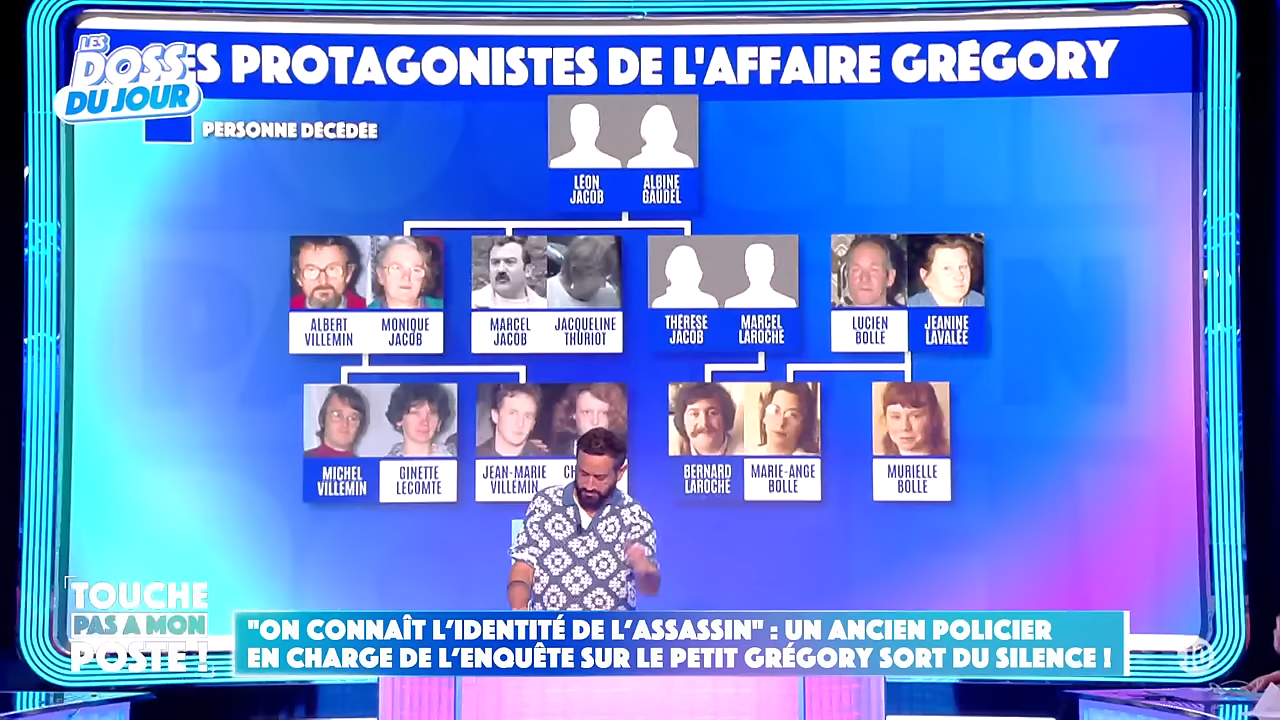 LES
DOSS
DU JOUR
ES PROTAGONISTES DE L'AFFAIRE GRÉGORY
PERSONNE DÉCÉDÉE
LÉON
JACOB
ALBINE
GAUDEL
ALBERT
VILLEMIN
MONIQUE
JACOB
MARCEL
JACOB
JACQUELINE
THURIOT
THÉRÈSE
JACOB
MARCEL
LAROCHE
LUCIEN
BOLLE
JEANINE
LAVALÉE
MICHEL
VILLEMIN
GINETTE
LECOMTE
JEAN-MARIE
VILLEMIN
BERNARD
LAROCHE
MARIE-ANGE
BOLLE
MURIELLE
BOLLE
TOUCHE
PAS A MON
POSTE !
"ON CONNAÎT L'IDENTITÉ DE L'ASSASSIN" : UN ANCIEN POLICIER
EN CHARGE DE L'ENQUÊTE SUR LE PETIT GRÉGORY SORT DU SILENCE !